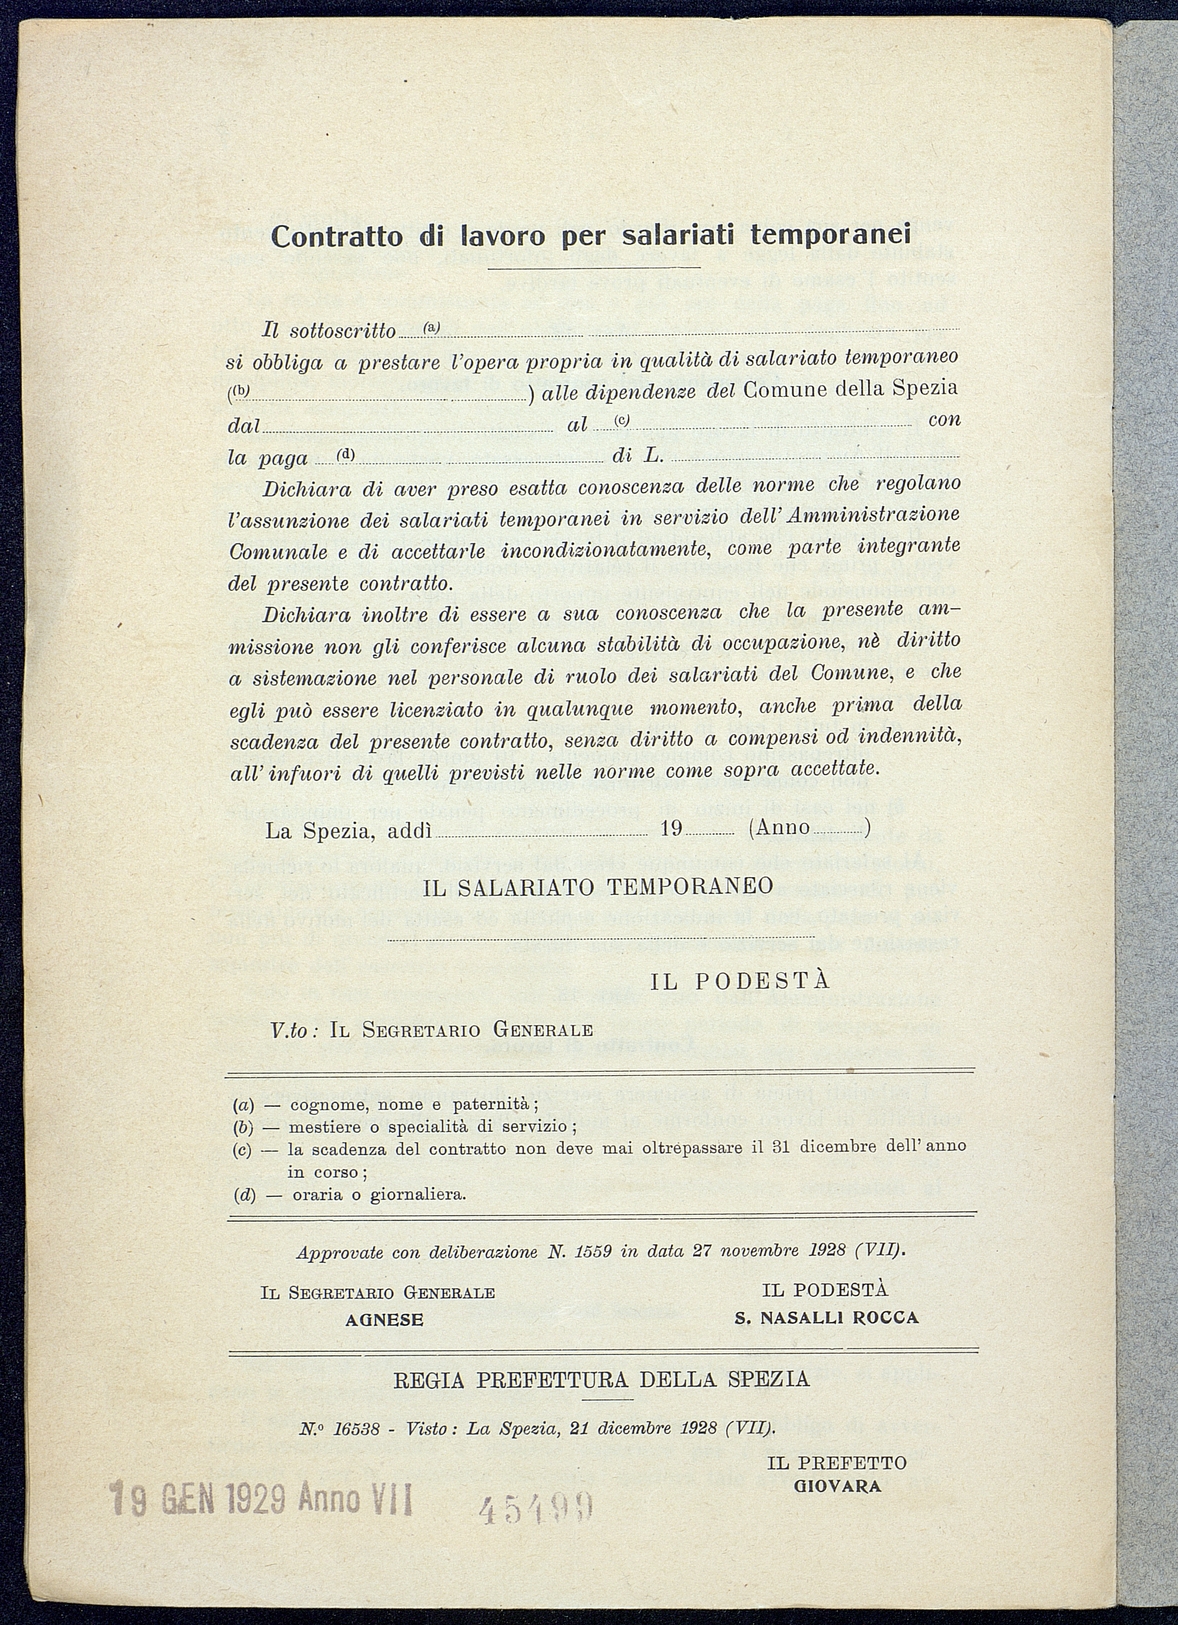 Contratto di lavoro per salariati temporanei
Il sottoscritto (a)
si obbliga a prestare l'opera propria in qualità di salariato temporaneo
((b) ) alle dipendenze del Comune della Spezia
dal al (c) con
la paga (d) di L.
Dichiara di aver preso esatta conoscenza delle norme che regolano
l'assunzione dei salariati temporanei in servizio dell'Amministrazione
Comunale e di accettarle incondizionatamente, come parte integrante
del presente contratto.
Dichiara inoltre di essere a sua conoscenza che la presente am-
missione non gli conferisce alcuna stabilità di occupazione, nè diritto
a sistemazione nel personale di ruolo dei salariati del Comune, e che
egli può essere licenziato in qualunque momento, anche prima della
scadenza del presente contratto, senza diritto a compensi od indennità,
all'infuori di quelli previsti nelle norme come sopra accettate.
La Spezia, addì 19 (Anno )
IL SALARIATO TEMPORANEO
IL PODESTÀ
V.to: IL SEGRETARIO GENERALE
(a) — cognome, nome e paternità;
(b) — mestiere o specialità di servizio;
(c) — la scadenza del contratto non deve mai oltrepassare il 31 dicembre dell'anno
in corso;
(d) — oraria o giornaliera.
Approvate con deliberazione N. 1559 in data 27 novembre 1928 (VII).
IL SEGRETARIO GENERALE
AGNESE
IL PODESTÀ
S. NASALLI ROCCA
REGIA PREFETTURA DELLA SPEZIA
N.º 16538 - Visto: La Spezia, 21 dicembre 1928 (VII).
IL PREFETTO
GIOVARA
19 GEN 1929 Anno VII 45499